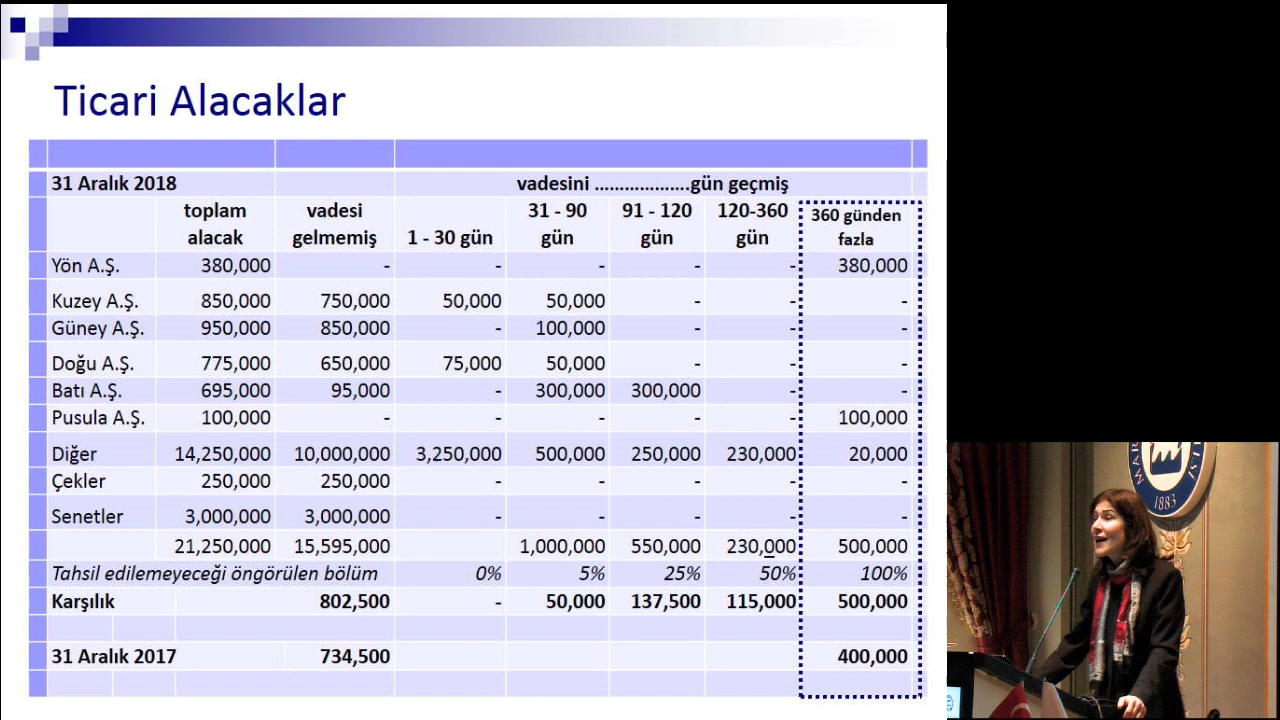 Ticari Alacaklar
31 Aralık 2018 vadesini ...................gün geçmiş
toplam alacak vadesi gelmemiş 1 - 30 gün 31 - 90 gün 91 - 120 gün 120-360 gün 360 günden fazla
Yön A.Ş. 380,000 - - - - - 380,000
Kuzey A.Ş. 850,000 750,000 50,000 50,000 - - -
Güney A.Ş. 950,000 850,000 - 100,000 - - -
Doğu A.Ş. 775,000 650,000 75,000 50,000 - - -
Batı A.Ş. 695,000 95,000 - 300,000 300,000 - -
Pusula A.Ş. 100,000 - - - - - 100,000
Diğer 14,250,000 10,000,000 3,250,000 500,000 250,000 230,000 20,000
Çekler 250,000 250,000 - - - - -
Senetler 3,000,000 3,000,000 - - - - -
21,250,000 15,595,000 1,000,000 550,000 230,000 500,000
Tahsil edilemeyeceği öngörülen bölüm 0% 5% 25% 50% 100%
Karşılık 802,500 - 50,000 137,500 115,000 500,000
31 Aralık 2017 734,500 400,000
1883